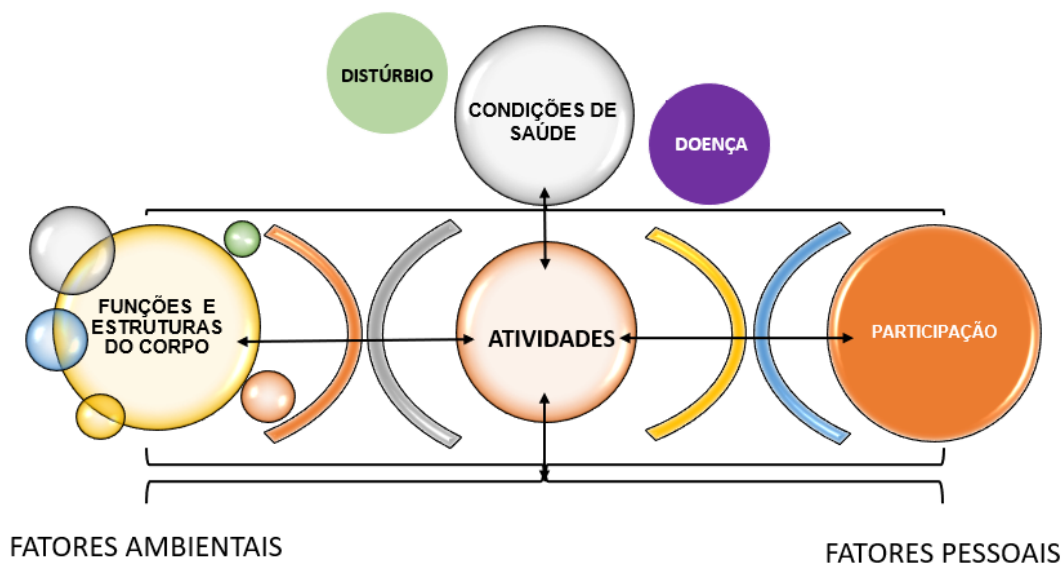 DISTÚRBIO
CONDIÇÕES DE
SAÚDE
DOENÇA
FUNÇÕES E
ESTRUTURAS
DO CORPO
ATIVIDADES
PARTICIPAÇÃO
FATORES AMBIENTAIS
FATORES PESSOAIS